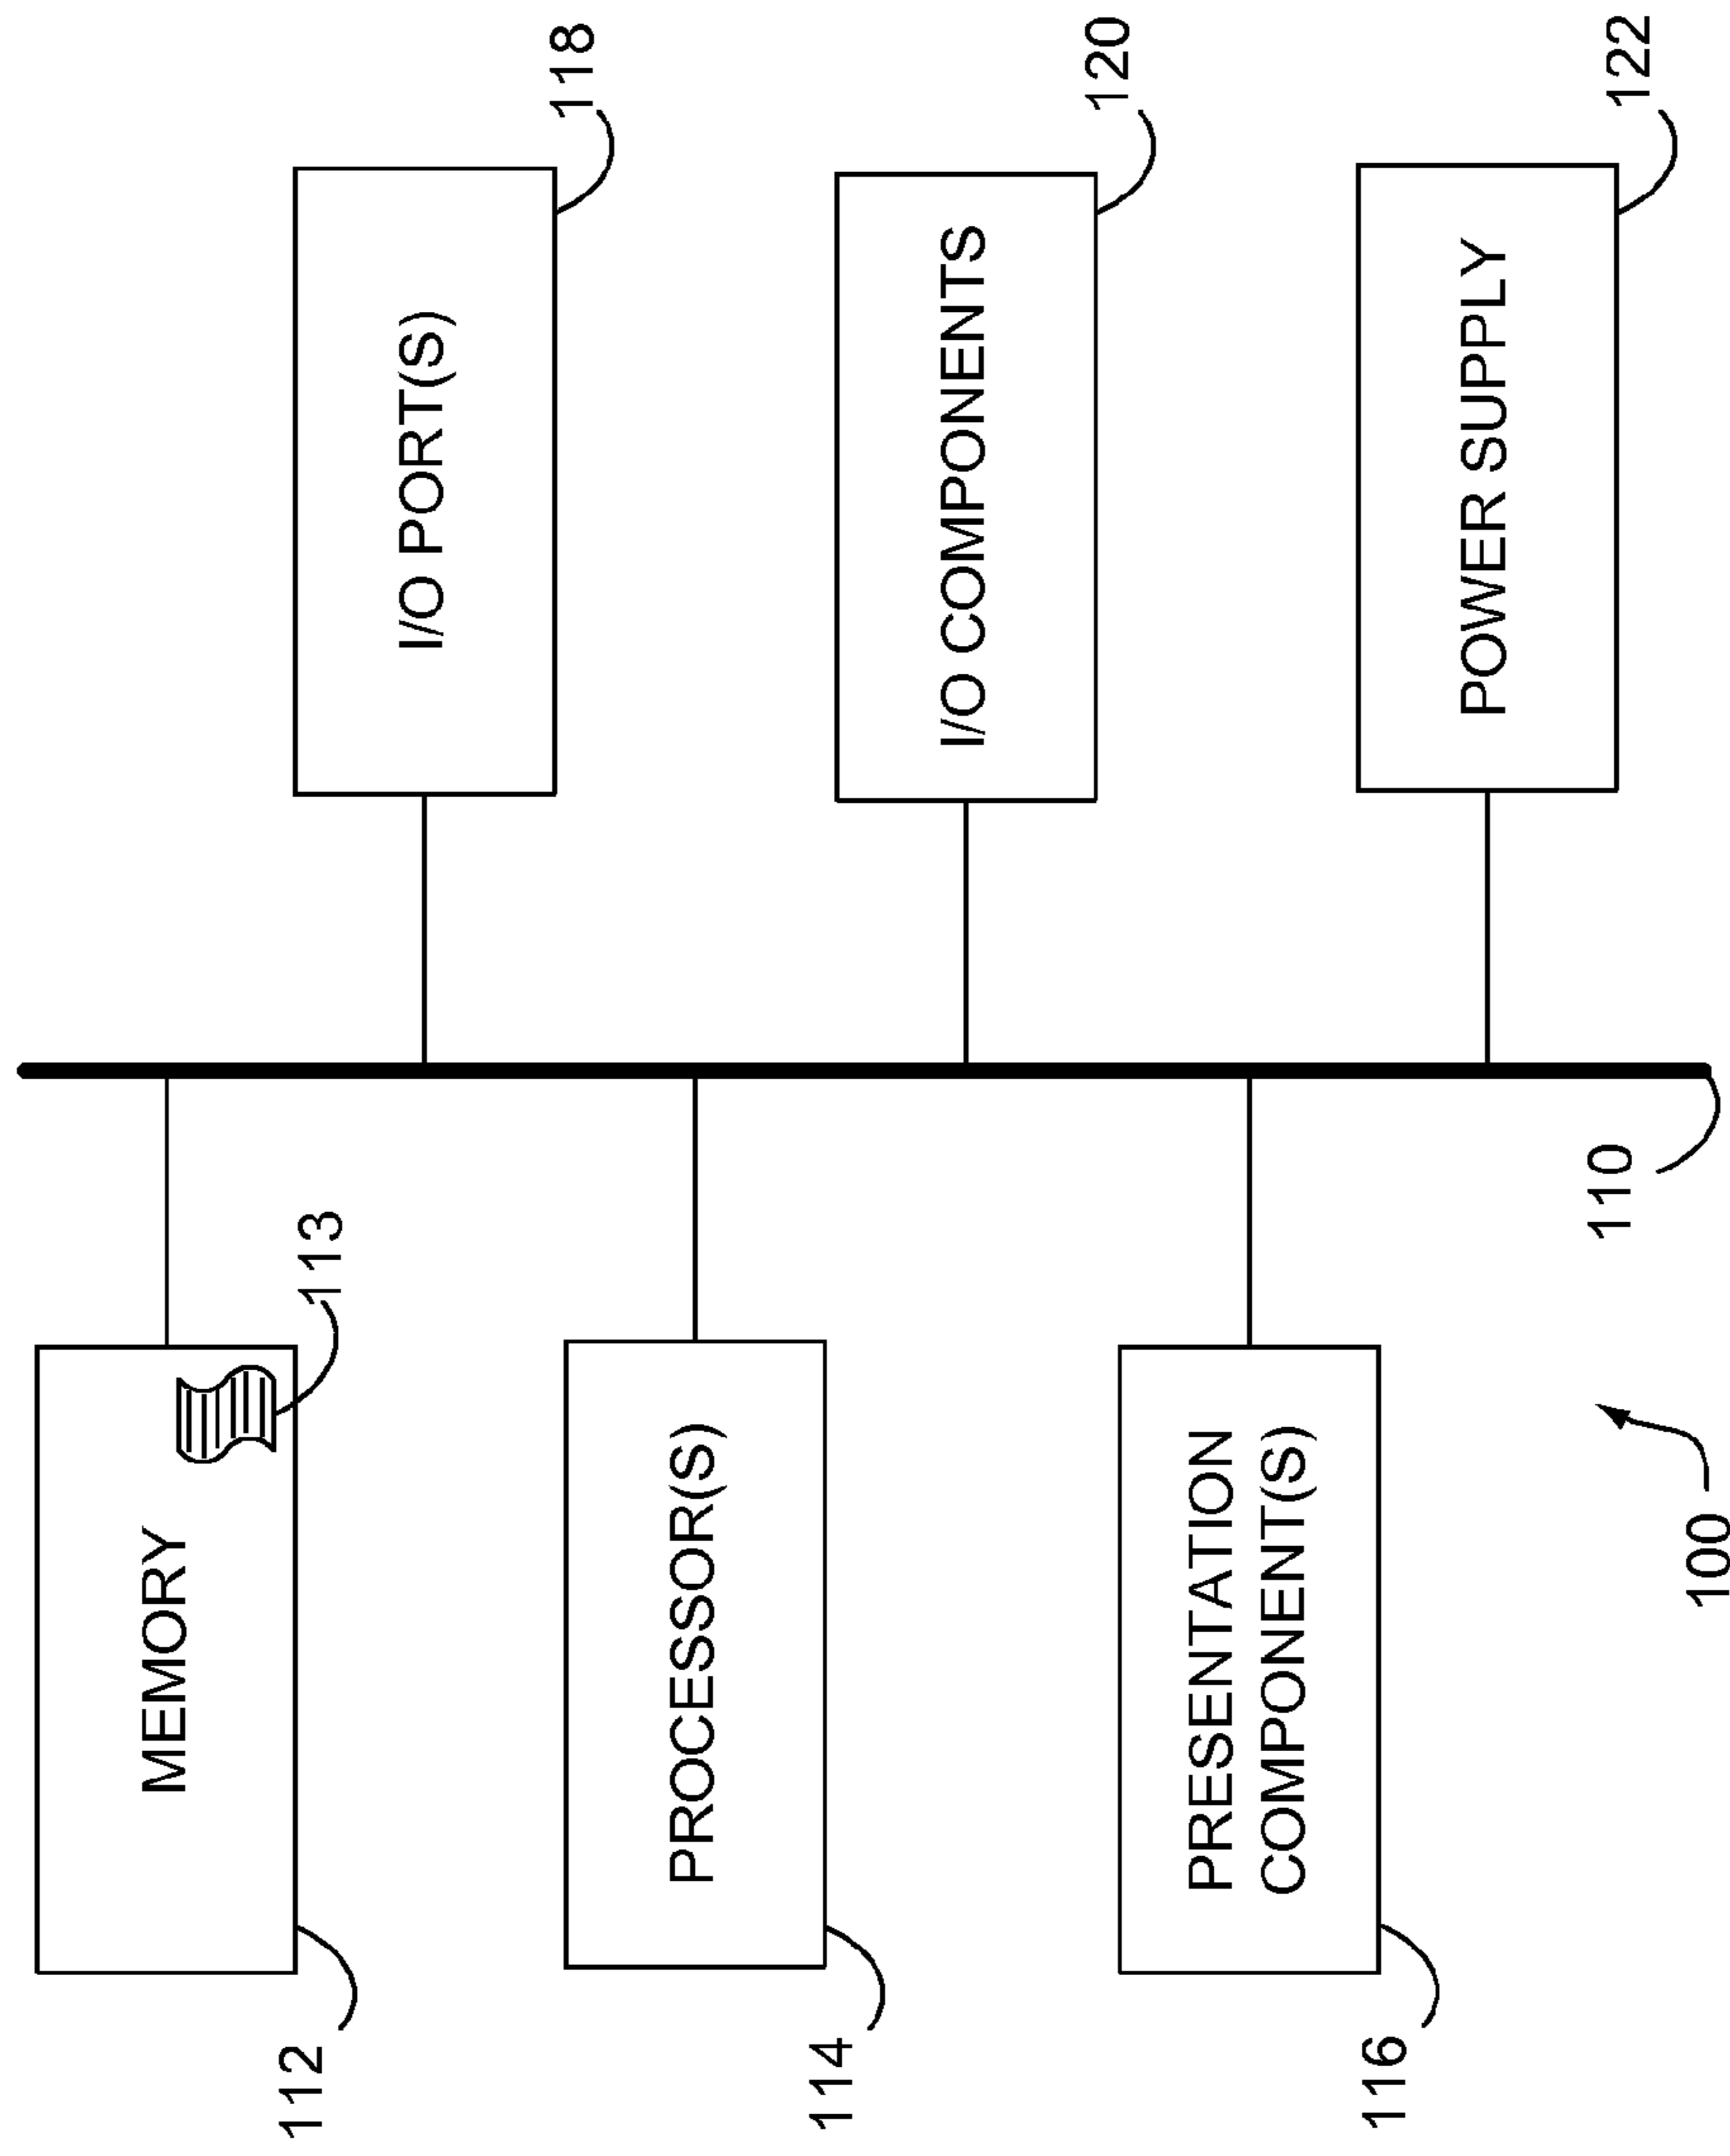 MEMORY
113
112
PROCESSOR(S)
114
PRESENTATION
COMPONENT(S)
116
I/O PORT(S)
118
I/O COMPONENTS
120
POWER SUPPLY
122
110
100